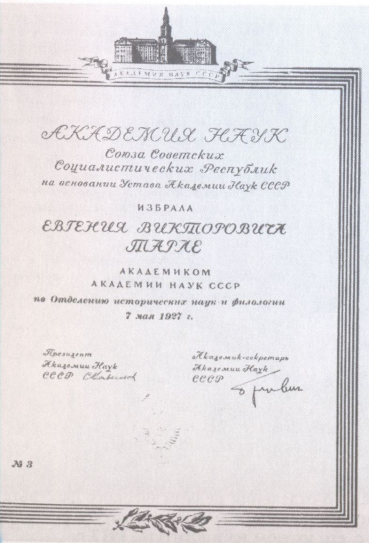 АКАДЕМИЯ НАУК СССР
АКАДЕМИЯ НАУК
Союза Советских
Социалистических Республик
на основании Устава Академии Наук СССР
ИЗБРАЛА
ЕВГЕНИЯ ВИКТОРОВИЧА
ТАРЛЕ
АКАДЕМИКОМ
АКАДЕМИИ НАУК СССР
по Отделению исторических наук и филологии
7 мая 1927 г.
Президент
Академии Наук
СССР
Академик-секретарь
Академии Наук
СССР
№ 3